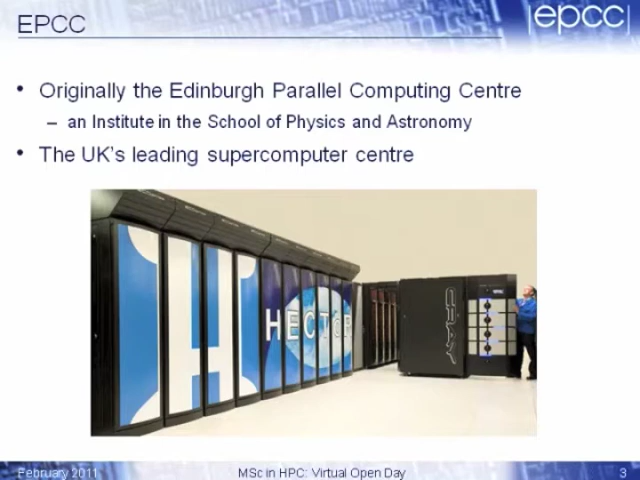 EPCC
|epcc|
• Originally the Edinburgh Parallel Computing Centre
– an Institute in the School of Physics and Astronomy
• The UK's leading supercomputer centre
H
HECTOR
CRAY
February 2011
MSc in HPC: Virtual Open Day
3